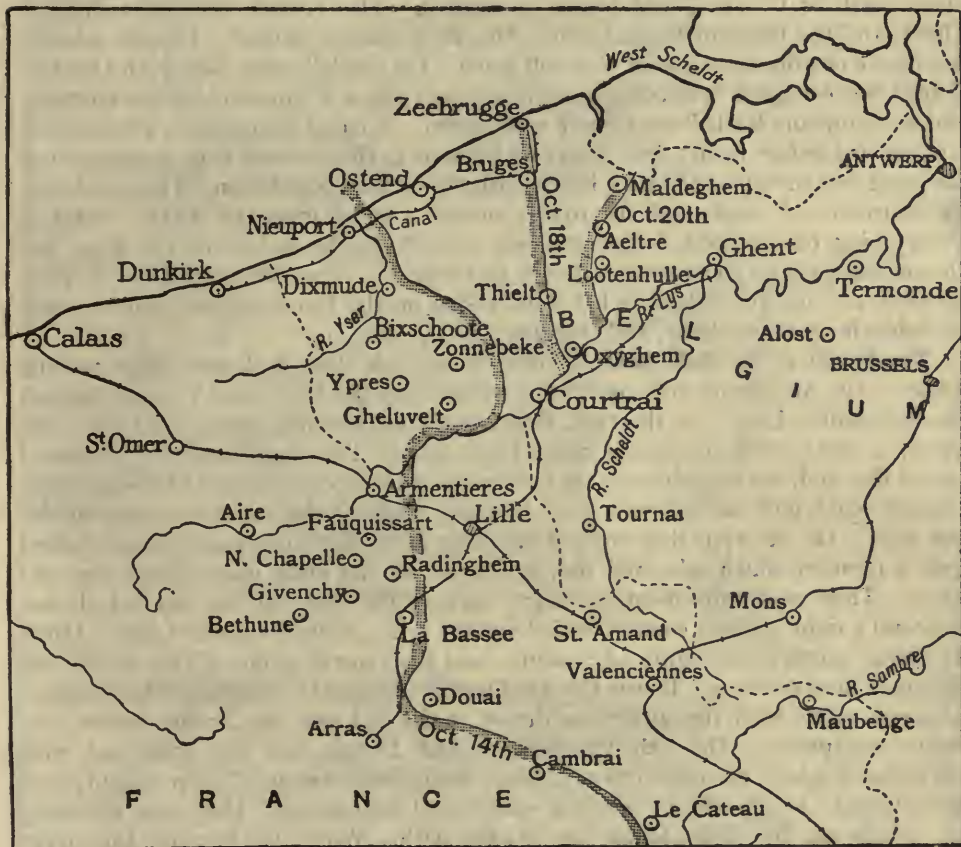 West Scheldt
Zeebrugge
ANTWERP
Bruges
Ostend
Maldeghem
Oct. 18th
Oct. 20th
Canal
Nieuport
Aeltre
Ghent
Dunkirk
Dixmude
Lootenhulle
Termonde
Thielt
R. Lys
BELGIUM
Calais
R. Yser
Bixschoote
Alost
Zonnebeke
Oxyghem
BRUSSELS
Ypres
Gheluvelt
Courtrai
St. Omer
R. Scheldt
Armentieres
Aire
Fauquissart
Lille
Tournai
N. Chapelle
Radinghem
Givenchy
Bethune
La Bassee
St. Amand
Mons
Valenciennes
R. Sambre
Douai
Maubeuge
Arras
Oct. 14th
Cambrai
FRANCE
Le Cateau